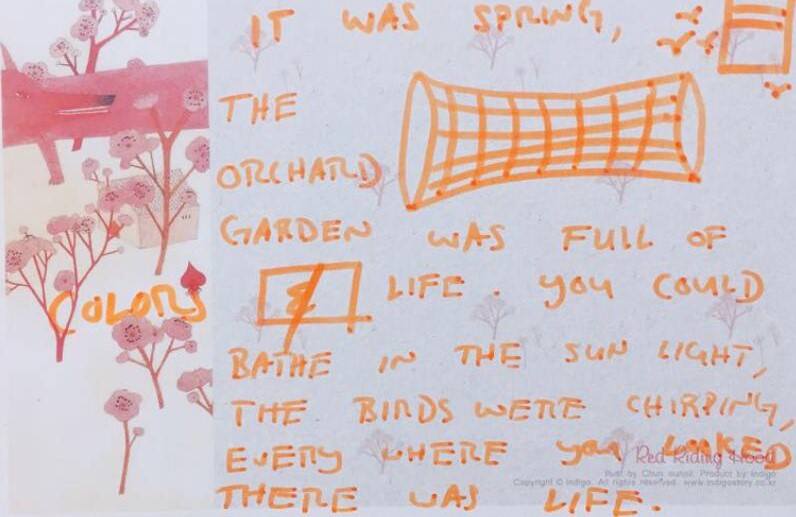 IT WAS SPRING,
THE
ORCHARD
GARDEN WAS FULL OF
COLORS & LIFE. YOU COULD
BATHE IN THE SUN LIGHT,
THE BIRDS WERE CHIRPING,
EVERY WHERE YOU LOOKED
Red Riding Hood
Illust by Chun, eunsil. Product by Indigo
Copyright © Indigo. All rights reserved. www.indigostory.co.kr
THERE WAS LIFE.